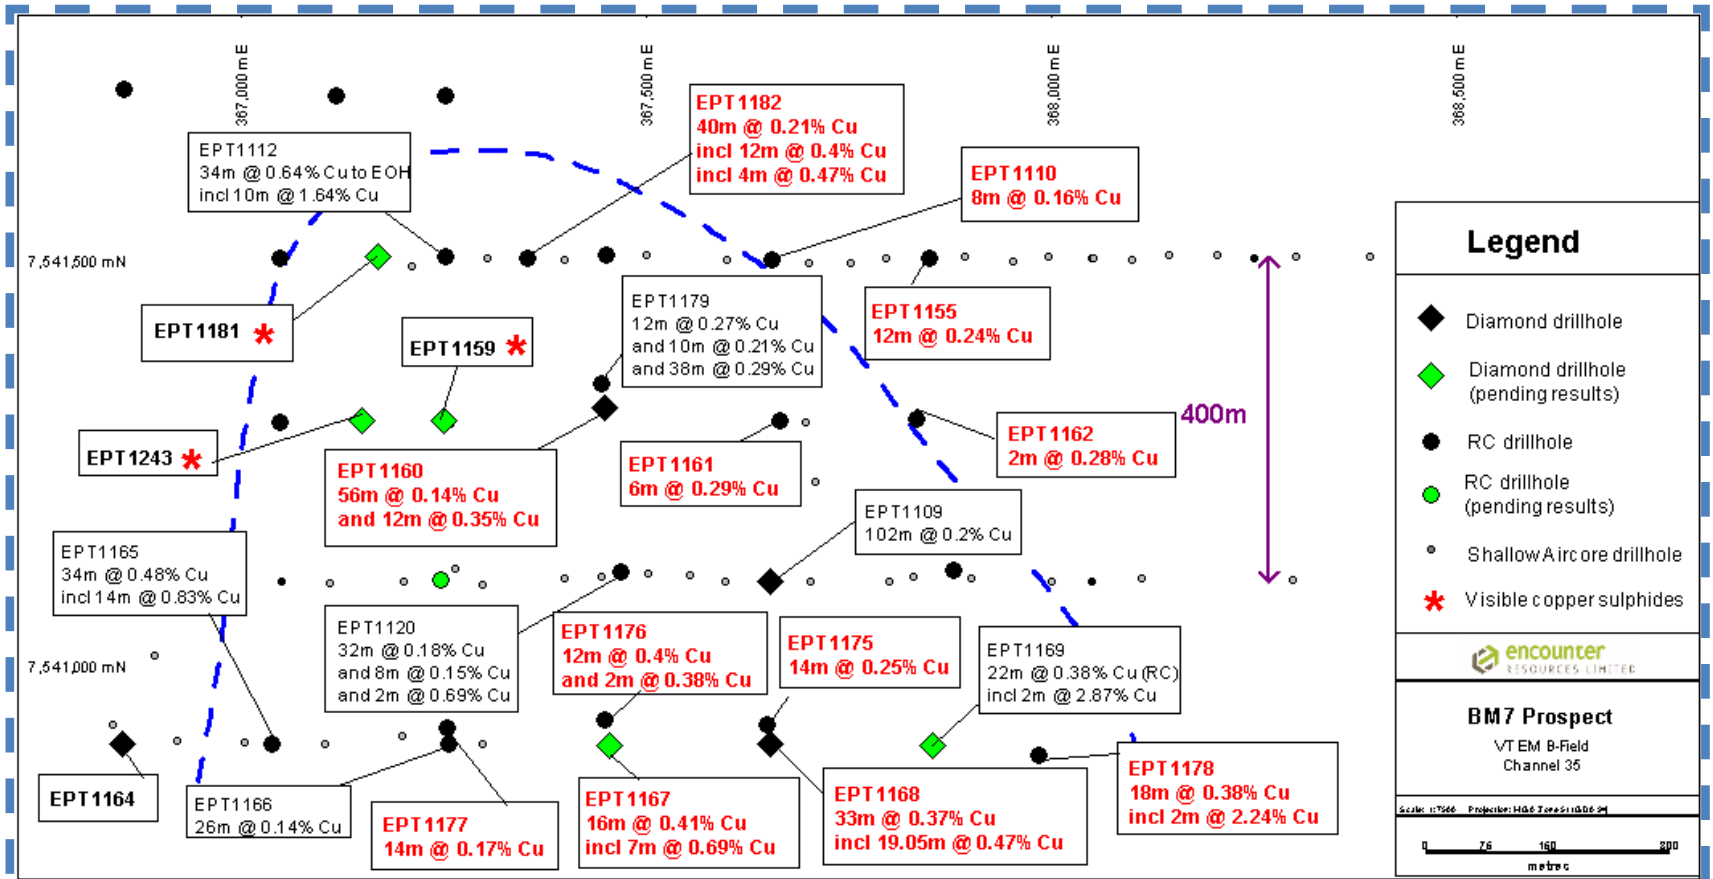 367,000 m E
367,500 m E
368,000 m E
368,500 m E
EPT1182
40m @ 0.21% Cu
incl 12m @ 0.4% Cu
incl 4m @ 0.47% Cu
EPT1112
34m @ 0.64% Cu to EOH
incl 10m @ 1.64% Cu
EPT1110
8m @ 0.16% Cu
7,541,500 mN
EPT1181 *
EPT1159 *
EPT1179
12m @ 0.27% Cu
and 10m @ 0.21% Cu
and 38m @ 0.29% Cu
EPT1155
12m @ 0.24% Cu
400m
EPT1243 *
EPT1160
56m @ 0.14% Cu
and 12m @ 0.35% Cu
EPT1161
6m @ 0.29% Cu
EPT1162
2m @ 0.28% Cu
EPT1109
102m @ 0.2% Cu
EPT1165
34m @ 0.48% Cu
incl 14m @ 0.83% Cu
EPT1120
32m @ 0.18% Cu
and 8m @ 0.15% Cu
and 2m @ 0.69% Cu
EPT1176
12m @ 0.4% Cu
and 2m @ 0.38% Cu
EPT1175
14m @ 0.25% Cu
EPT1169
22m @ 0.38% Cu (RC)
incl 2m @ 2.87% Cu
7,541,000 mN
EPT1164
EPT1166
26m @ 0.14% Cu
EPT1177
14m @ 0.17% Cu
EPT1167
16m @ 0.41% Cu
incl 7m @ 0.69% Cu
EPT1168
33m @ 0.37% Cu
incl 19.05m @ 0.47% Cu
EPT1178
18m @ 0.38% Cu
incl 2m @ 2.24% Cu
Legend
Diamond drillhole
Diamond drillhole
(pending results)
RC drillhole
RC drillhole
(pending results)
Shallow Aircore drillhole
* Visible copper sulphides
encounter
RESOURCES LIMITED
BM7 Prospect
VTEM B-Field
Channel 35
Scale: Projection:
0
metres